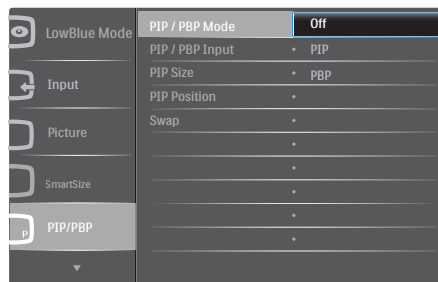 LowBlue Mode
Input
Picture
SmartSize
P
PIP/PBP
PIP / PBP Mode
Off
PIP / PBP Input
• PIP
PIP Size
• PBP
PIP Position
•
Swap
•